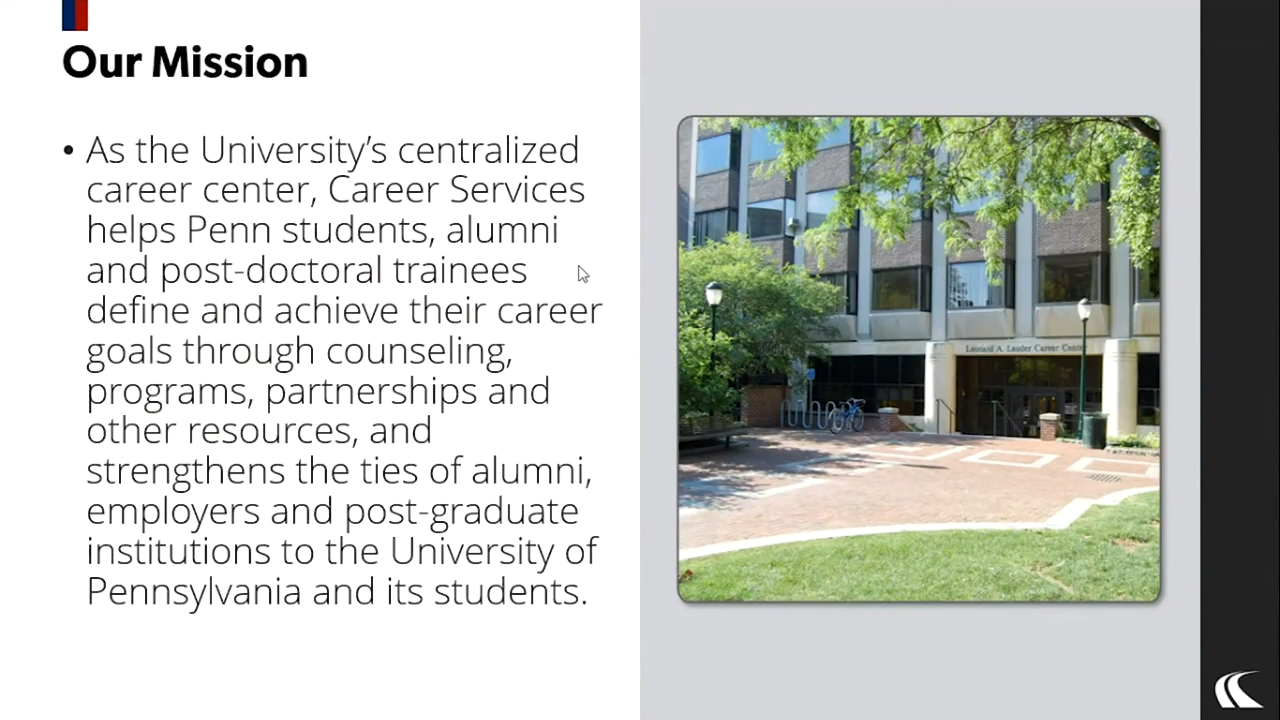 Our Mission
• As the University’s centralized
career center, Career Services
helps Penn students, alumni
and post-doctoral trainees
define and achieve their career
goals through counseling,
programs, partnerships and
other resources, and
strengthens the ties of alumni,
employers and post-graduate
institutions to the University of
Pennsylvania and its students.
Leonard A. Lauder Career Center